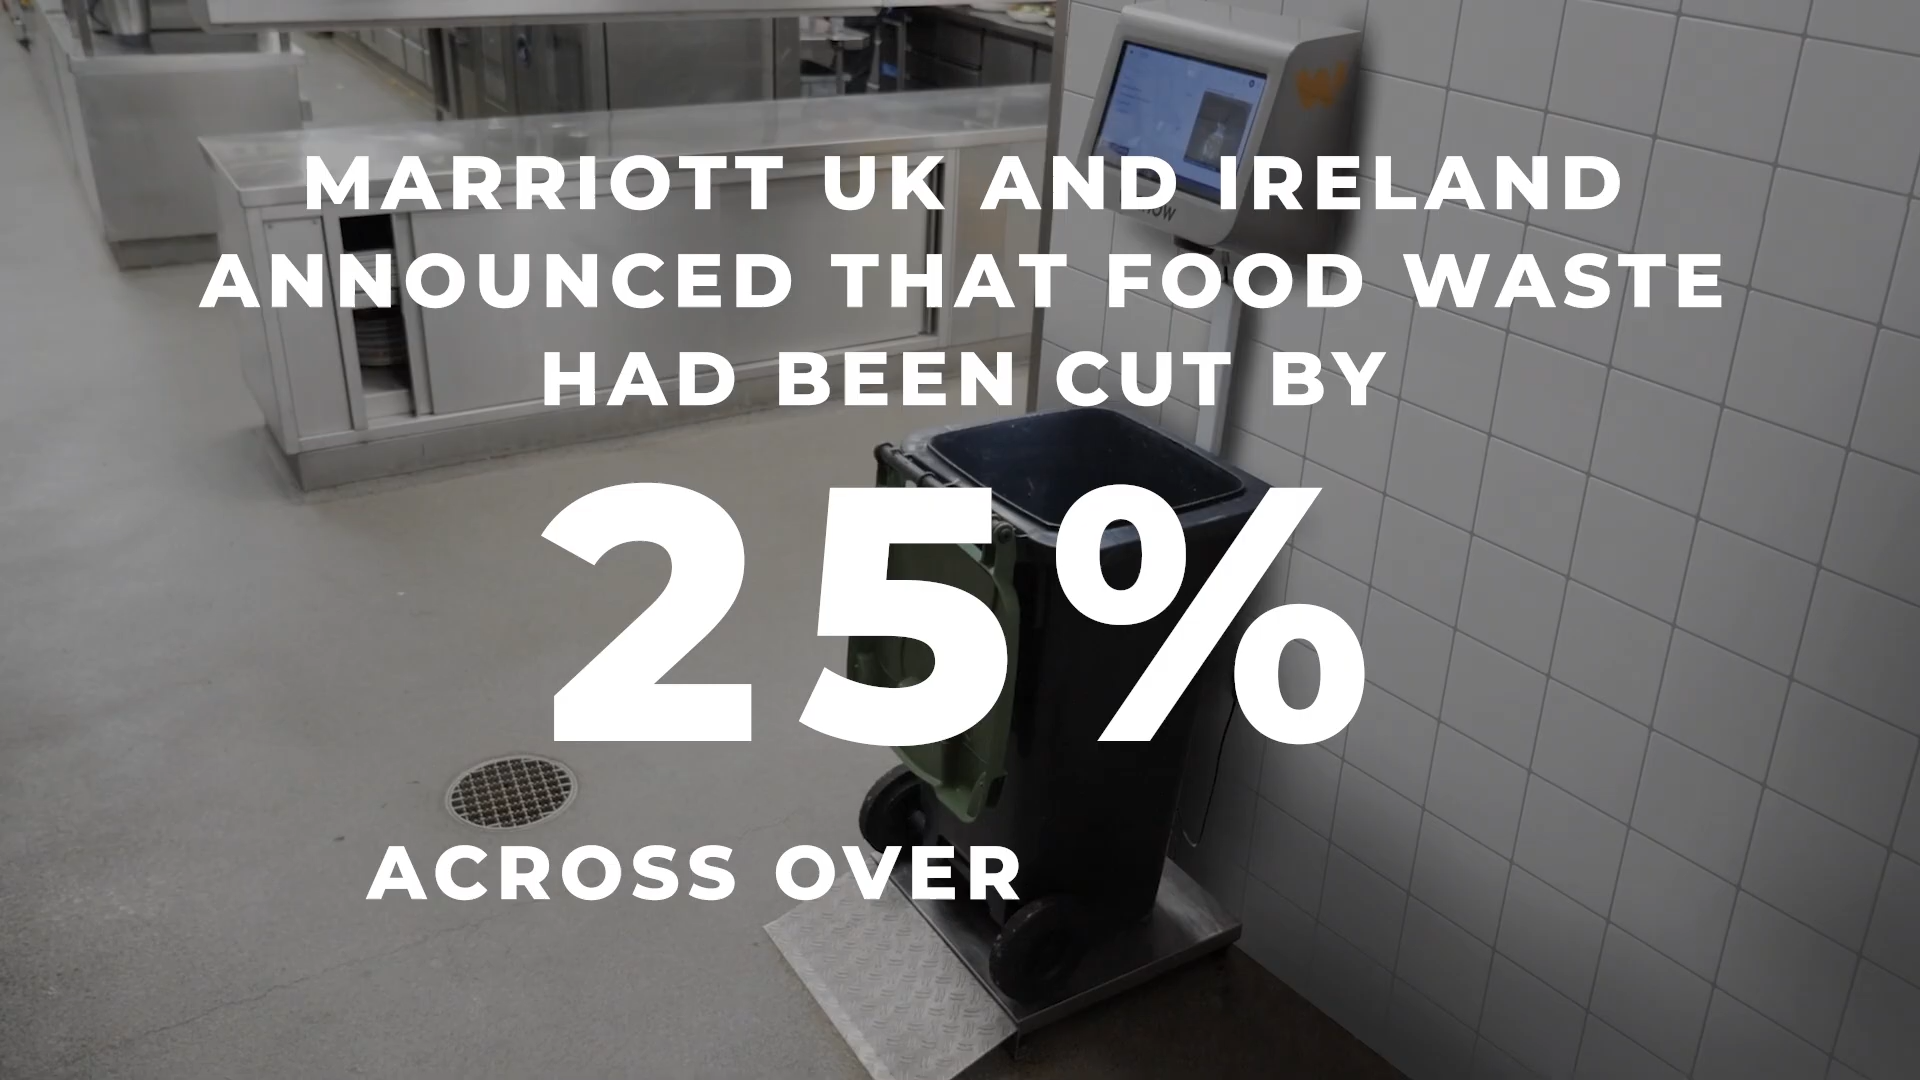 MARRIOTT UK AND IRELAND
ANNOUNCED THAT FOOD WASTE
HAD BEEN CUT BY
25%
ACROSS OVER